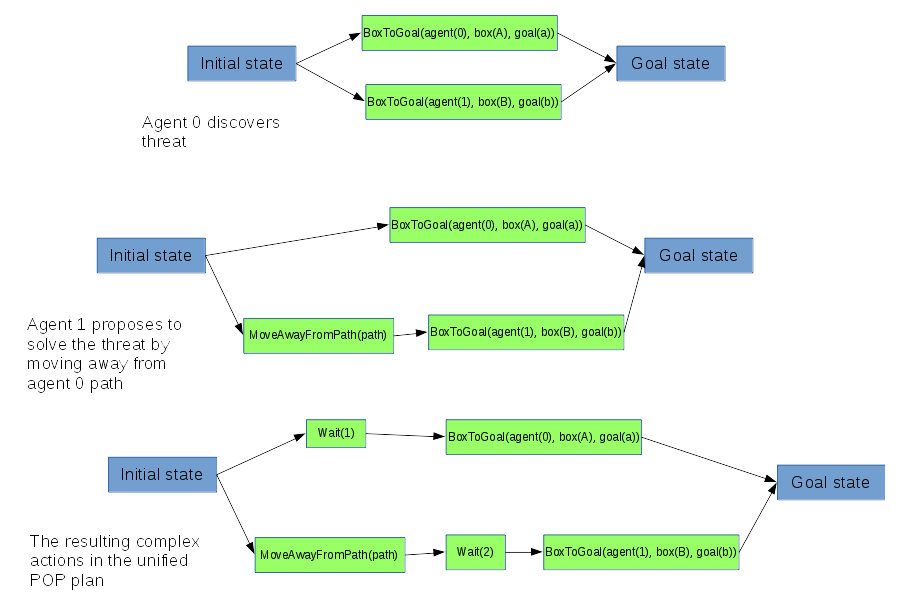 BoxToGoal(agent(0), box(A), goal(a))
Initial state
Goal state
BoxToGoal(agent(1), box(B), goal(b))
Agent 0 discovers
threat
BoxToGoal(agent(0), box(A), goal(a))
Initial state
Goal state
Agent 1 proposes to
solve the threat by
moving away from
agent 0 path
MoveAwayFromPath(path)
BoxToGoal(agent(1), box(B), goal(b))
Wait(1)
BoxToGoal(agent(0), box(A), goal(a))
Initial state
Goal state
The resulting complex
actions in the unified
POP plan
MoveAwayFromPath(path)
Wait(2)
BoxToGoal(agent(1), box(B), goal(b))